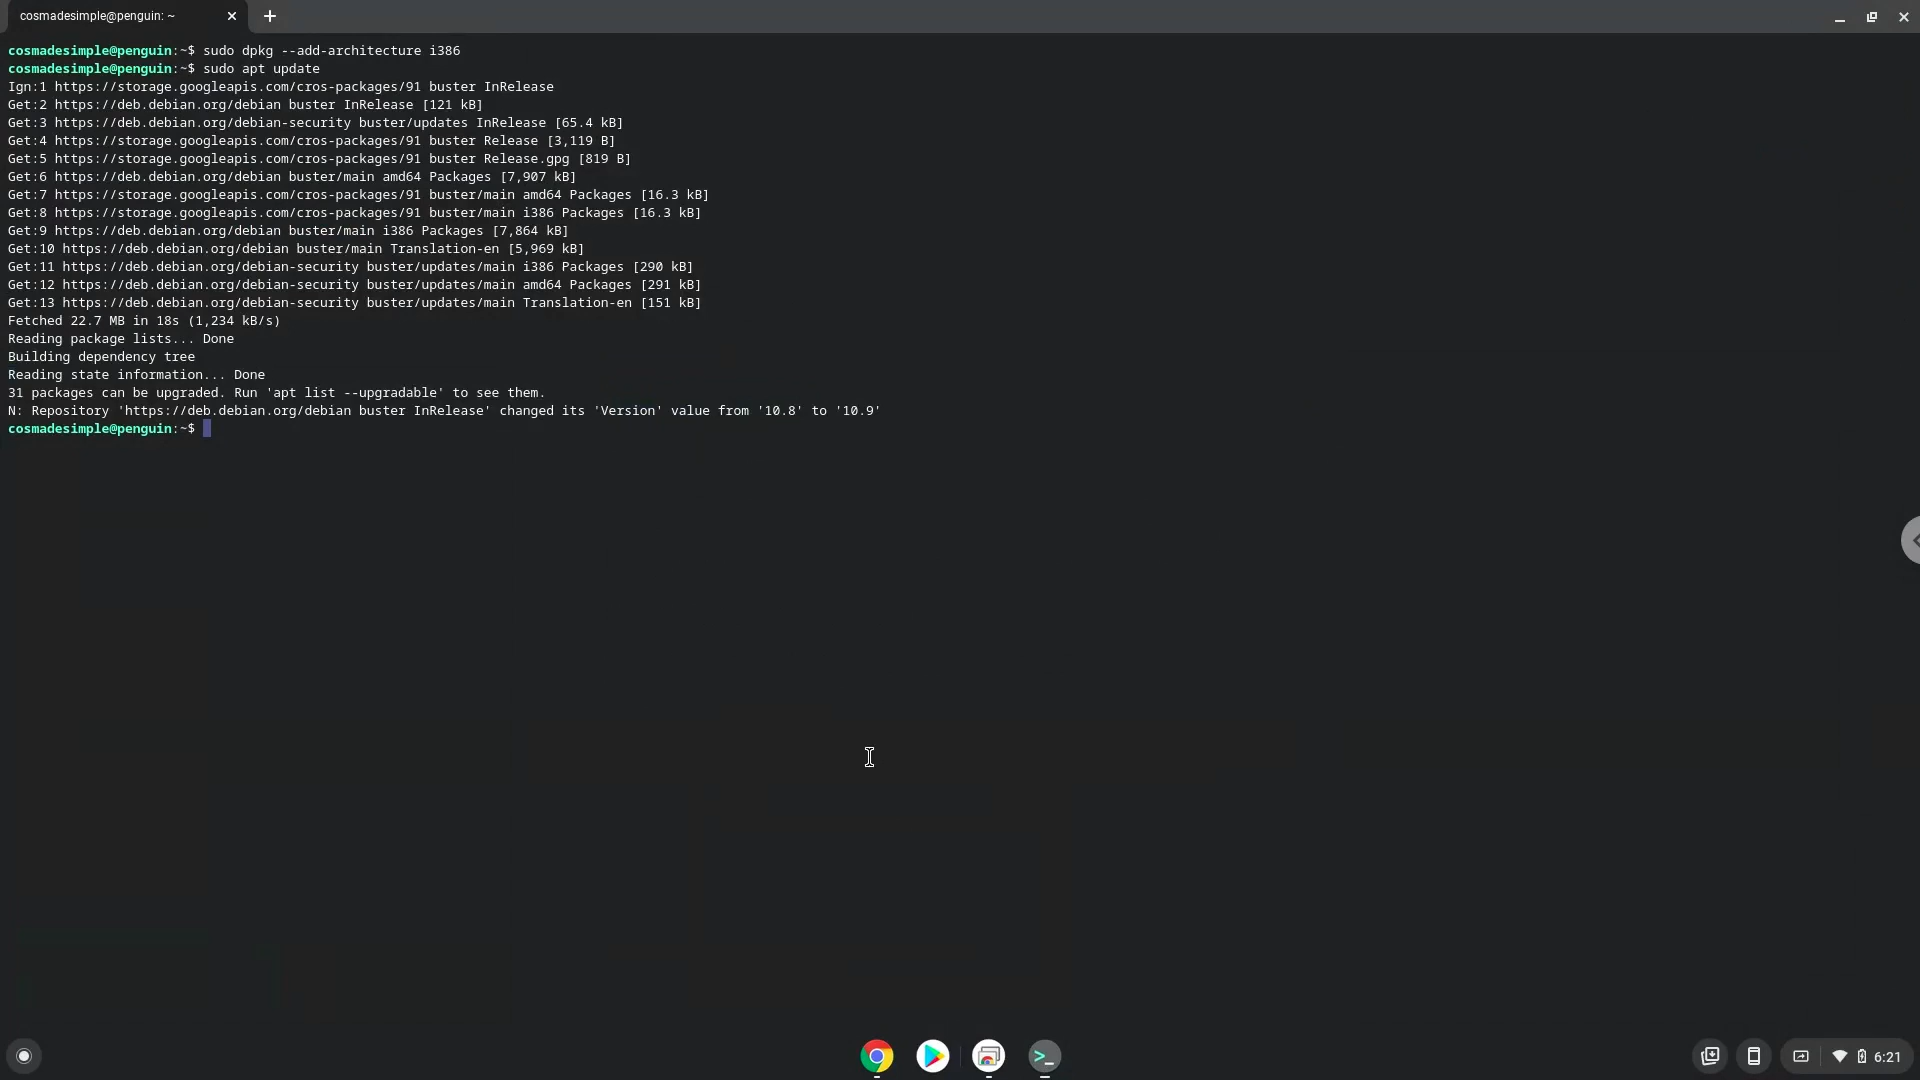 cosmadesimple@penguin: ~
cosmadesimple@penguin:~$ sudo dpkg --add-architecture i386
cosmadesimple@penguin:~$ sudo apt update
Ign:1 https://storage.googleapis.com/cros-packages/91 buster InRelease
Get:2 https://deb.debian.org/debian buster InRelease [121 kB]
Get:3 https://deb.debian.org/debian-security buster/updates InRelease [65.4 kB]
Get:4 https://storage.googleapis.com/cros-packages/91 buster Release [3,119 B]
Get:5 https://storage.googleapis.com/cros-packages/91 buster Release.gpg [819 B]
Get:6 https://deb.debian.org/debian buster/main amd64 Packages [7,907 kB]
Get:7 https://storage.googleapis.com/cros-packages/91 buster/main amd64 Packages [16.3 kB]
Get:8 https://storage.googleapis.com/cros-packages/91 buster/main i386 Packages [16.3 kB]
Get:9 https://deb.debian.org/debian buster/main i386 Packages [7,864 kB]
Get:10 https://deb.debian.org/debian buster/main Translation-en [5,969 kB]
Get:11 https://deb.debian.org/debian-security buster/updates/main i386 Packages [290 kB]
Get:12 https://deb.debian.org/debian-security buster/updates/main amd64 Packages [291 kB]
Get:13 https://deb.debian.org/debian-security buster/updates/main Translation-en [151 kB]
Fetched 22.7 MB in 18s (1,234 kB/s)
Reading package lists... Done
Building dependency tree
Reading state information... Done
31 packages can be upgraded. Run 'apt list --upgradable' to see them.
N: Repository 'https://deb.debian.org/debian buster InRelease' changed its 'Version' value from '10.8' to '10.9'
cosmadesimple@penguin:~$
6:21